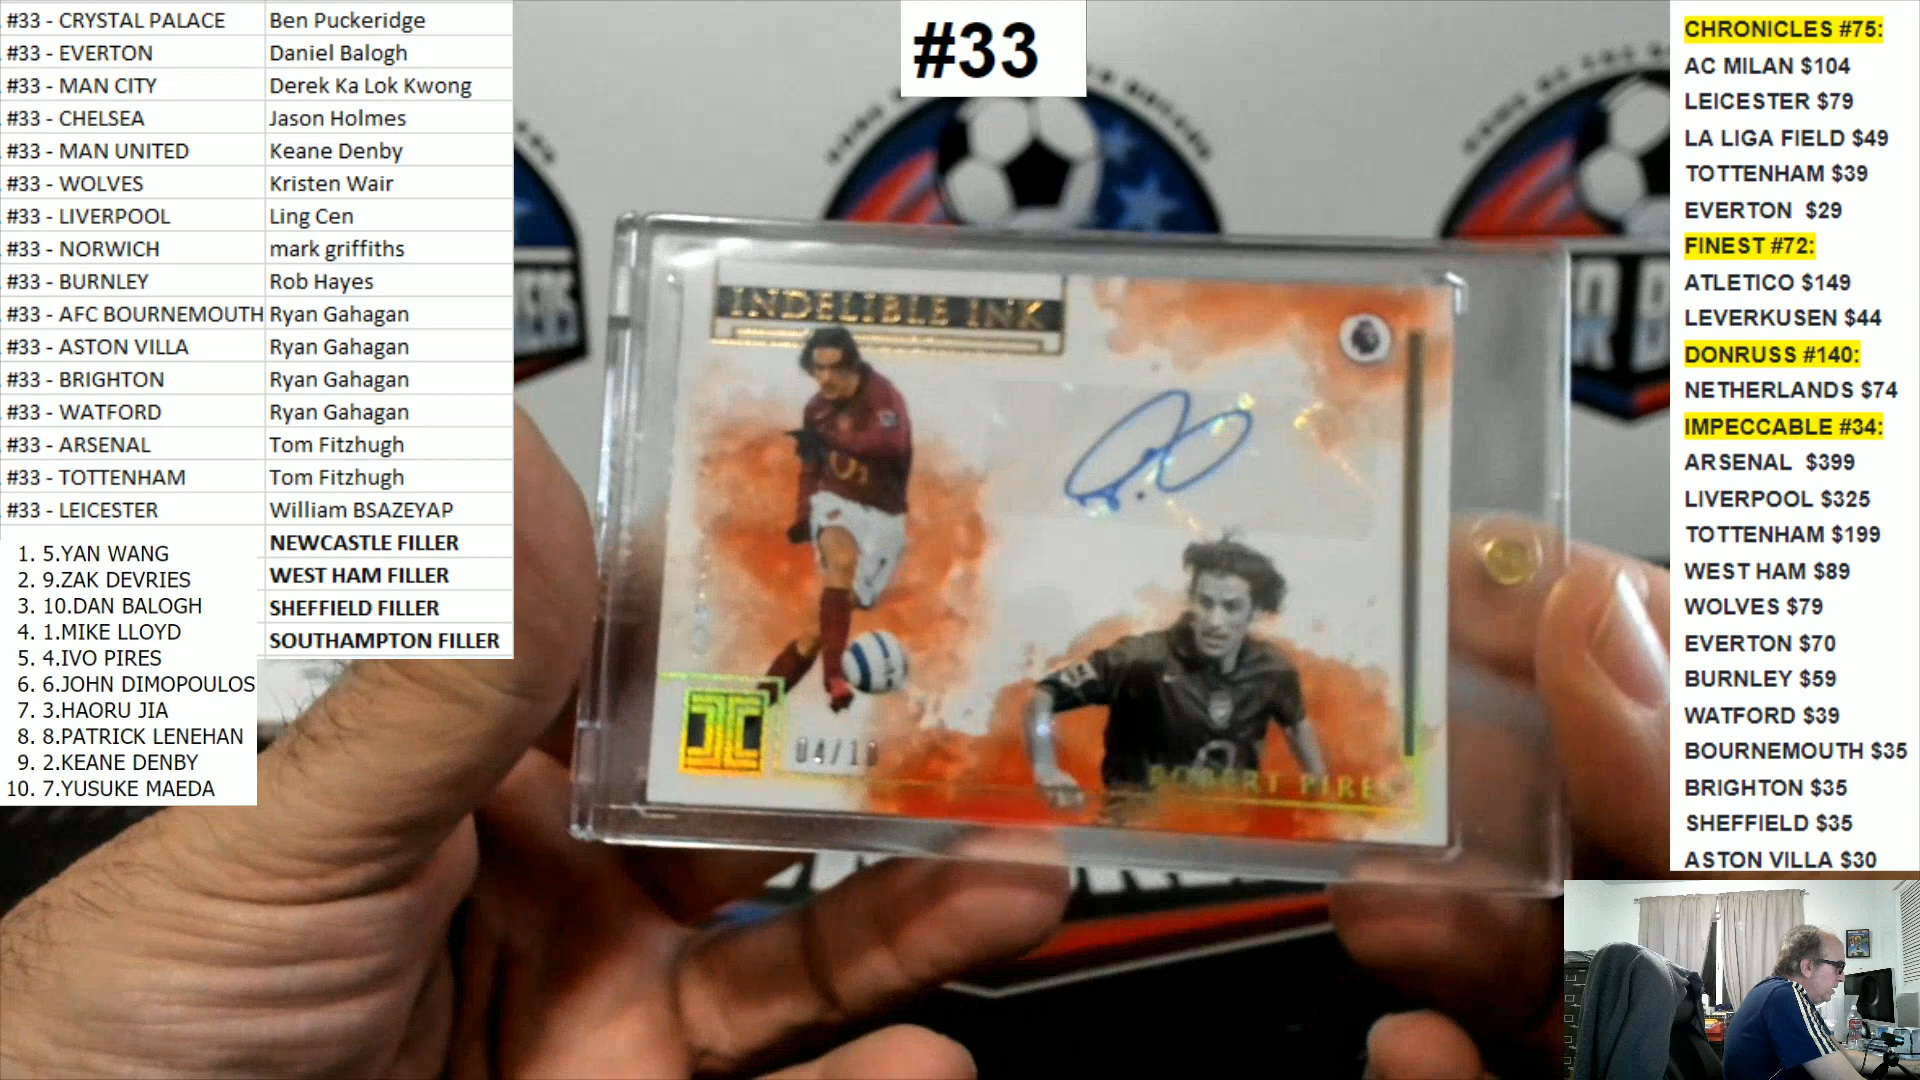 #33 - CRYSTAL PALACE Ben Puckeridge
#33 - EVERTON Daniel Balogh
#33 - MAN CITY Derek Ka Lok Kwong
#33 - CHELSEA Jason Holmes
#33 - MAN UNITED Keane Denby
#33 - WOLVES Kristen Wair
#33 - LIVERPOOL Ling Cen
#33 - NORWICH mark griffiths
#33 - BURNLEY Rob Hayes
#33 - AFC BOURNEMOUTH Ryan Gahagan
#33 - ASTON VILLA Ryan Gahagan
#33 - BRIGHTON Ryan Gahagan
#33 - WATFORD Ryan Gahagan
#33 - ARSENAL Tom Fitzhugh
#33 - TOTTENHAM Tom Fitzhugh
#33 - LEICESTER William BSAZEYAP
NEWCASTLE FILLER
WEST HAM FILLER
SHEFFIELD FILLER
SOUTHAMPTON FILLER
1. 5.YAN WANG
2. 9.ZAK DEVRIES
3. 10.DAN BALOGH
4. 1.MIKE LLOYD
5. 4.IVO PIRES
6. 6.JOHN DIMOPOULOS
7. 3.HAORU JIA
8. 8.PATRICK LENEHAN
9. 2.KEANE DENBY
10. 7.YUSUKE MAEDA
#33
INDELIBLE INK
ROBERT PIRES
CHRONICLES #75:
AC MILAN $104
LEICESTER $79
LA LIGA FIELD $49
TOTTENHAM $39
EVERTON $29
FINEST #72:
ATLETICO $149
LEVERKUSEN $44
DONRUSS #140:
NETHERLANDS $74
IMPECCABLE #34:
ARSENAL $399
LIVERPOOL $325
TOTTENHAM $199
WEST HAM $89
WOLVES $79
EVERTON $70
BURNLEY $59
WATFORD $39
BOURNEMOUTH $35
BRIGHTON $35
SHEFFIELD $35
ASTON VILLA $30